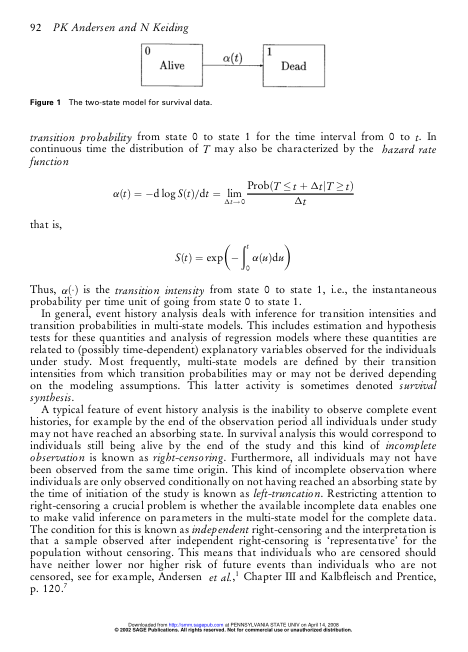 92 PK Andersen and N Keiding
0
Alive
α(t)
1
Dead
Figure 1 The two-state model for survival data.
transition probability from state 0 to state 1 for the time interval from 0 to t. In
continuous time the distribution of T may also be characterized by the hazard rate
function
α(t) = −d log S(t)/dt = lim Δt→0 Prob(T ≤ t + Δt|T ≥ t) / Δt
that is,
S(t) = exp(−∫₀ᵗ α(u)du)
Thus, α(·) is the transition intensity from state 0 to state 1, i.e., the instantaneous
probability per time unit of going from state 0 to state 1.
In general, event history analysis deals with inference for transition intensities and
transition probabilities in multi-state models. This includes estimation and hypothesis
tests for these quantities and analysis of regression models where these quantities are
related to (possibly time-dependent) explanatory variables observed for the individuals
under study. Most frequently, multi-state models are defined by their transition
intensities from which transition probabilities may or may not be derived depending
on the modeling assumptions. This latter activity is sometimes denoted survival
synthesis.
A typical feature of event history analysis is the inability to observe complete event
histories, for example by the end of the observation period all individuals under study
may not have reached an absorbing state. In survival analysis this would correspond to
individuals still being alive by the end of the study and this kind of incomplete
observation is known as right-censoring. Furthermore, all individuals may not have
been observed from the same time origin. This kind of incomplete observation where
individuals are only observed conditionally on not having reached an absorbing state by
the time of initiation of the study is known as left-truncation. Restricting attention to
right-censoring a crucial problem is whether the available incomplete data enables one
to make valid inference on parameters in the multi-state model for the complete data.
The condition for this is known as independent right-censoring and the interpretation is
that a sample observed after independent right-censoring is 'representative' for the
population without censoring. This means that individuals who are censored should
have neither lower nor higher risk of future events than individuals who are not
censored, see for example, Andersen et al.,¹ Chapter III and Kalbfleisch and Prentice,
p. 120.⁷
Downloaded from http://smm.sagepub.com at PENNSYLVANIA STATE UNIV on April 14, 2008
© 2002 SAGE Publications. All rights reserved. Not for commercial use or unauthorized distribution.